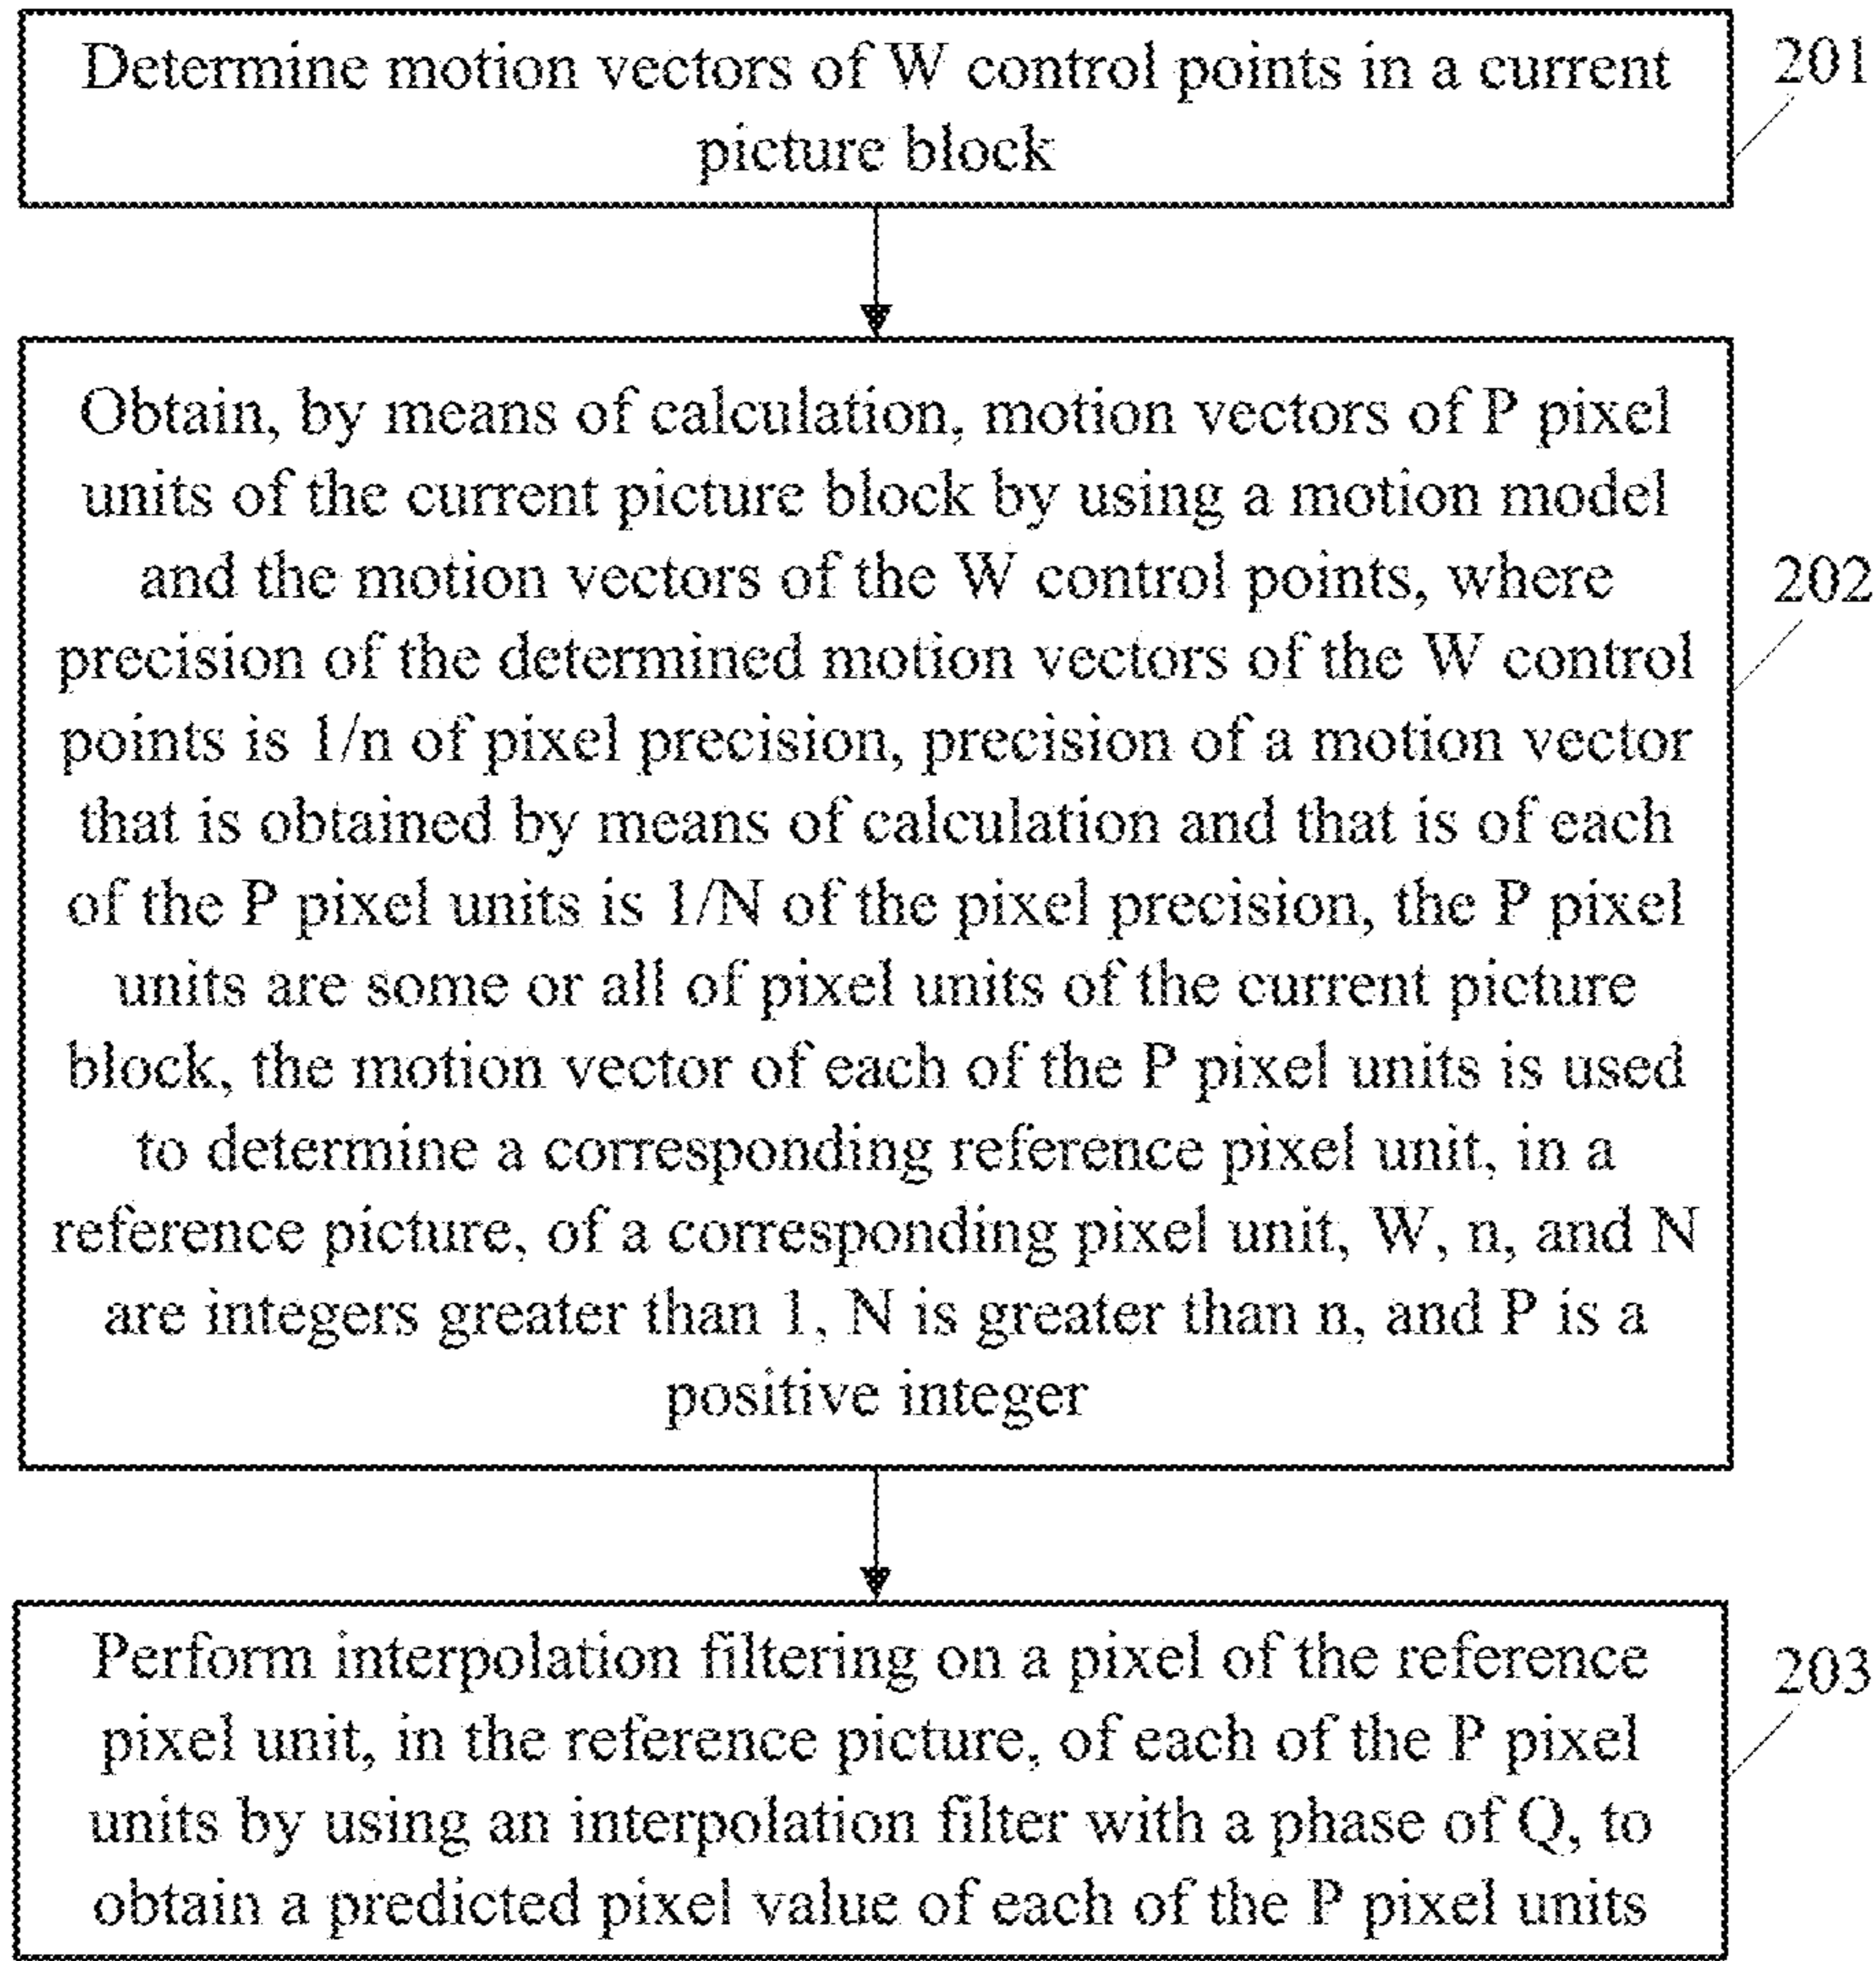 Determine motion vectors of W control points in a current
picture block
201
Obtain, by means of calculation, motion vectors of P pixel
units of the current picture block by using a motion model
and the motion vectors of the W control points, where
precision of the determined motion vectors of the W control
points is 1/n of pixel precision, precision of a motion vector
that is obtained by means of calculation and that is of each
of the P pixel units is 1/N of the pixel precision, the P pixel
units are some or all of pixel units of the current picture
block, the motion vector of each of the P pixel units is used
to determine a corresponding reference pixel unit, in a
reference picture, of a corresponding pixel unit, W, n, and N
are integers greater than 1, N is greater than n, and P is a
positive integer
202
Perform interpolation filtering on a pixel of the reference
pixel unit, in the reference picture, of each of the P pixel
units by using an interpolation filter with a phase of Q, to
obtain a predicted pixel value of each of the P pixel units
203